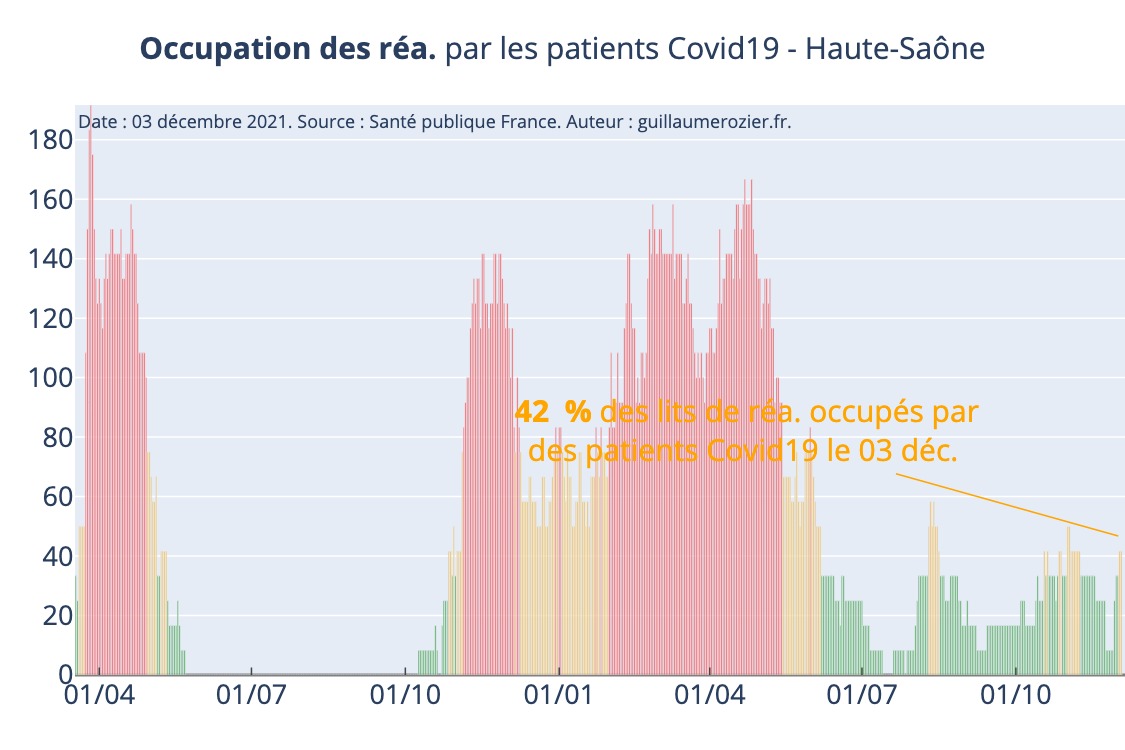 Occupation des réa. par les patients Covid19 - Haute-Saône
Date : 03 décembre 2021. Source : Santé publique France. Auteur : guillaumerozier.fr.
180
160
140
120
100
80
60
40
20
0
42 % des lits de réa. occupés par
des patients Covid19 le 03 déc.
01/04 01/07 01/10 01/01 01/04 01/07 01/10